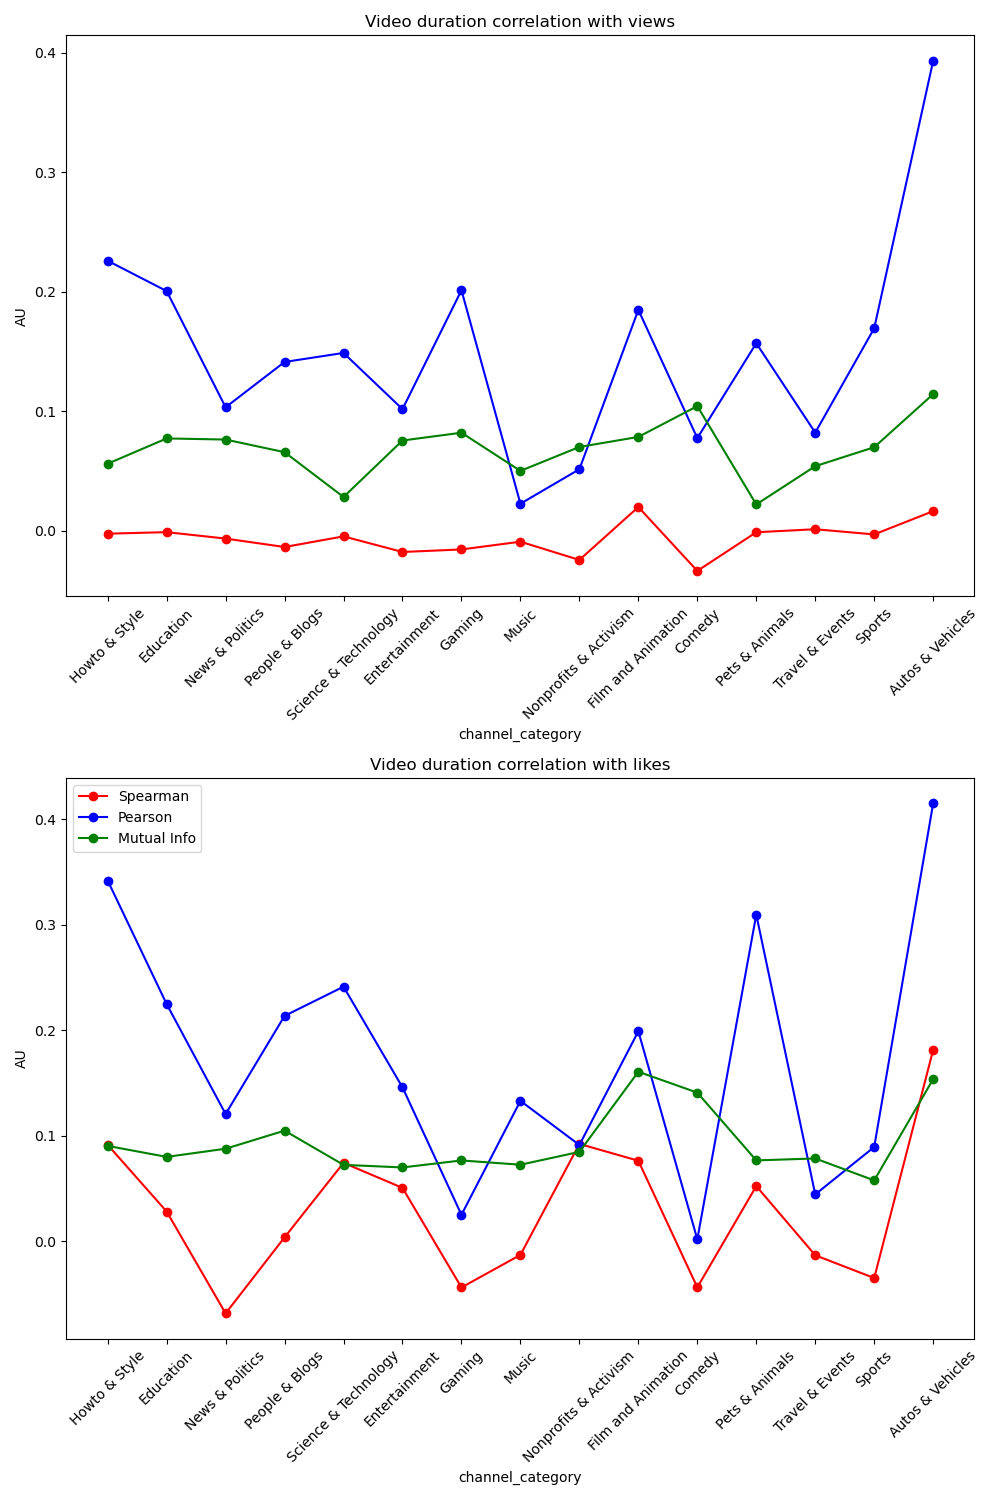 Video duration correlation with views
AU
0.4
0.3
0.2
0.1
0.0
Howto & Style
Education
News & Politics
People & Blogs
Science & Technology
Entertainment
Gaming
Music
Nonprofits & Activism
Film and Animation
Comedy
Pets & Animals
Travel & Events
Sports
Autos & Vehicles
channel_category
Video duration correlation with likes
Spearman
Pearson
Mutual Info
AU
0.4
0.3
0.2
0.1
0.0
Howto & Style
Education
News & Politics
People & Blogs
Science & Technology
Entertainment
Gaming
Music
Nonprofits & Activism
Film and Animation
Comedy
Pets & Animals
Travel & Events
Sports
Autos & Vehicles
channel_category